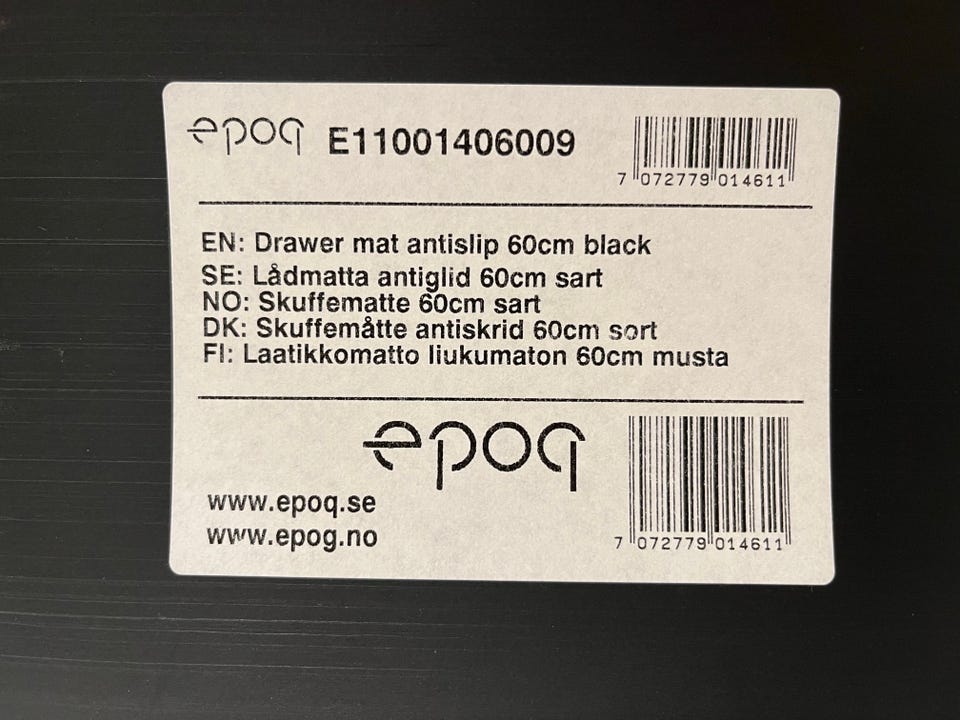 epoq E11001406009
7 072779 014611
EN: Drawer mat antislip 60cm black
SE: Lådmatta antiglid 60cm sart
NO: Skuffematte 60cm sart
DK: Skuffemåtte antiskrid 60cm sort
FI: Laatikkomatto liukumaton 60cm musta
epoq
www.epoq.se
www.epog.no
7 072779 014611